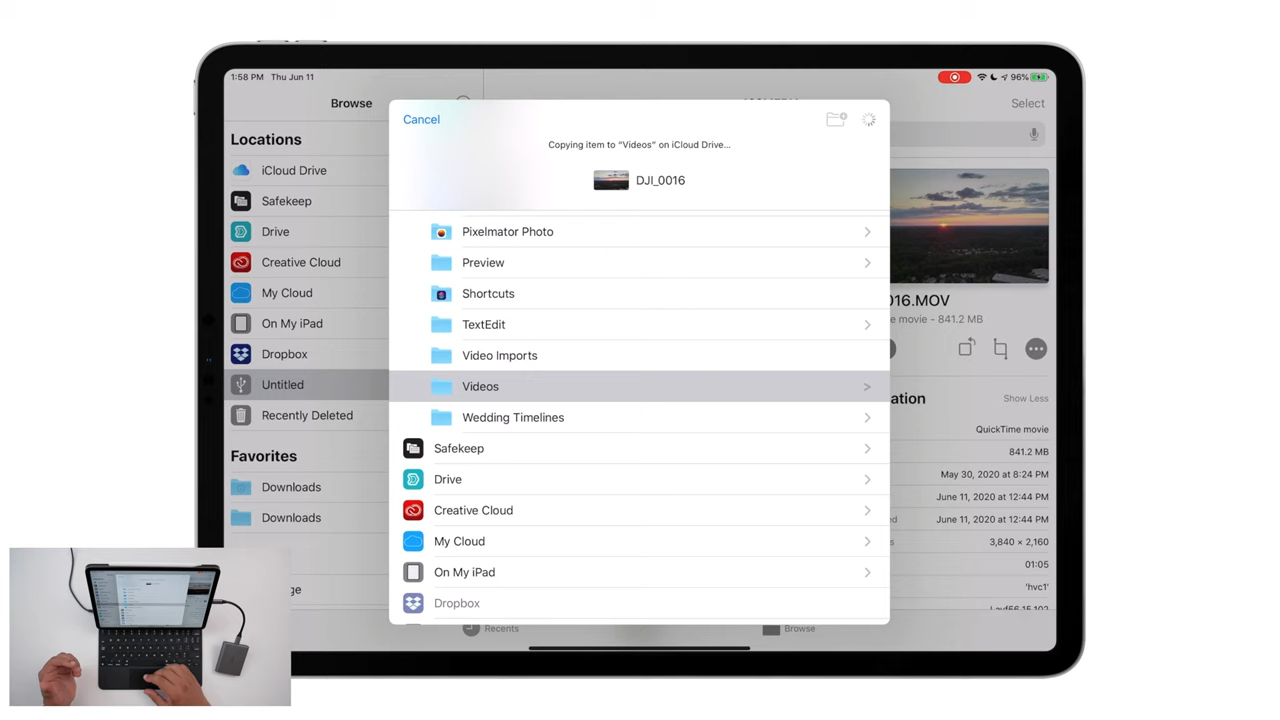 1:58 PM Thu Jun 11
96%
Browse
Select
Locations
iCloud Drive
Safekeep
Drive
Creative Cloud
My Cloud
On My iPad
Dropbox
Untitled
Recently Deleted
Favorites
Downloads
Downloads
Cancel
Copying item to “Videos” on iCloud Drive...
DJI_0016
Pixelmator Photo
Preview
Shortcuts
TextEdit
Video Imports
Videos
Wedding Timelines
Safekeep
Drive
Creative Cloud
My Cloud
On My iPad
Dropbox
Recents
Browse
016.MOV
movie - 841.2 MB
Show Less
QuickTime movie
841.2 MB
May 30, 2020 at 8:24 PM
June 11, 2020 at 12:44 PM
June 11, 2020 at 12:44 PM
3,840 × 2,160
01:05
'hvc1'